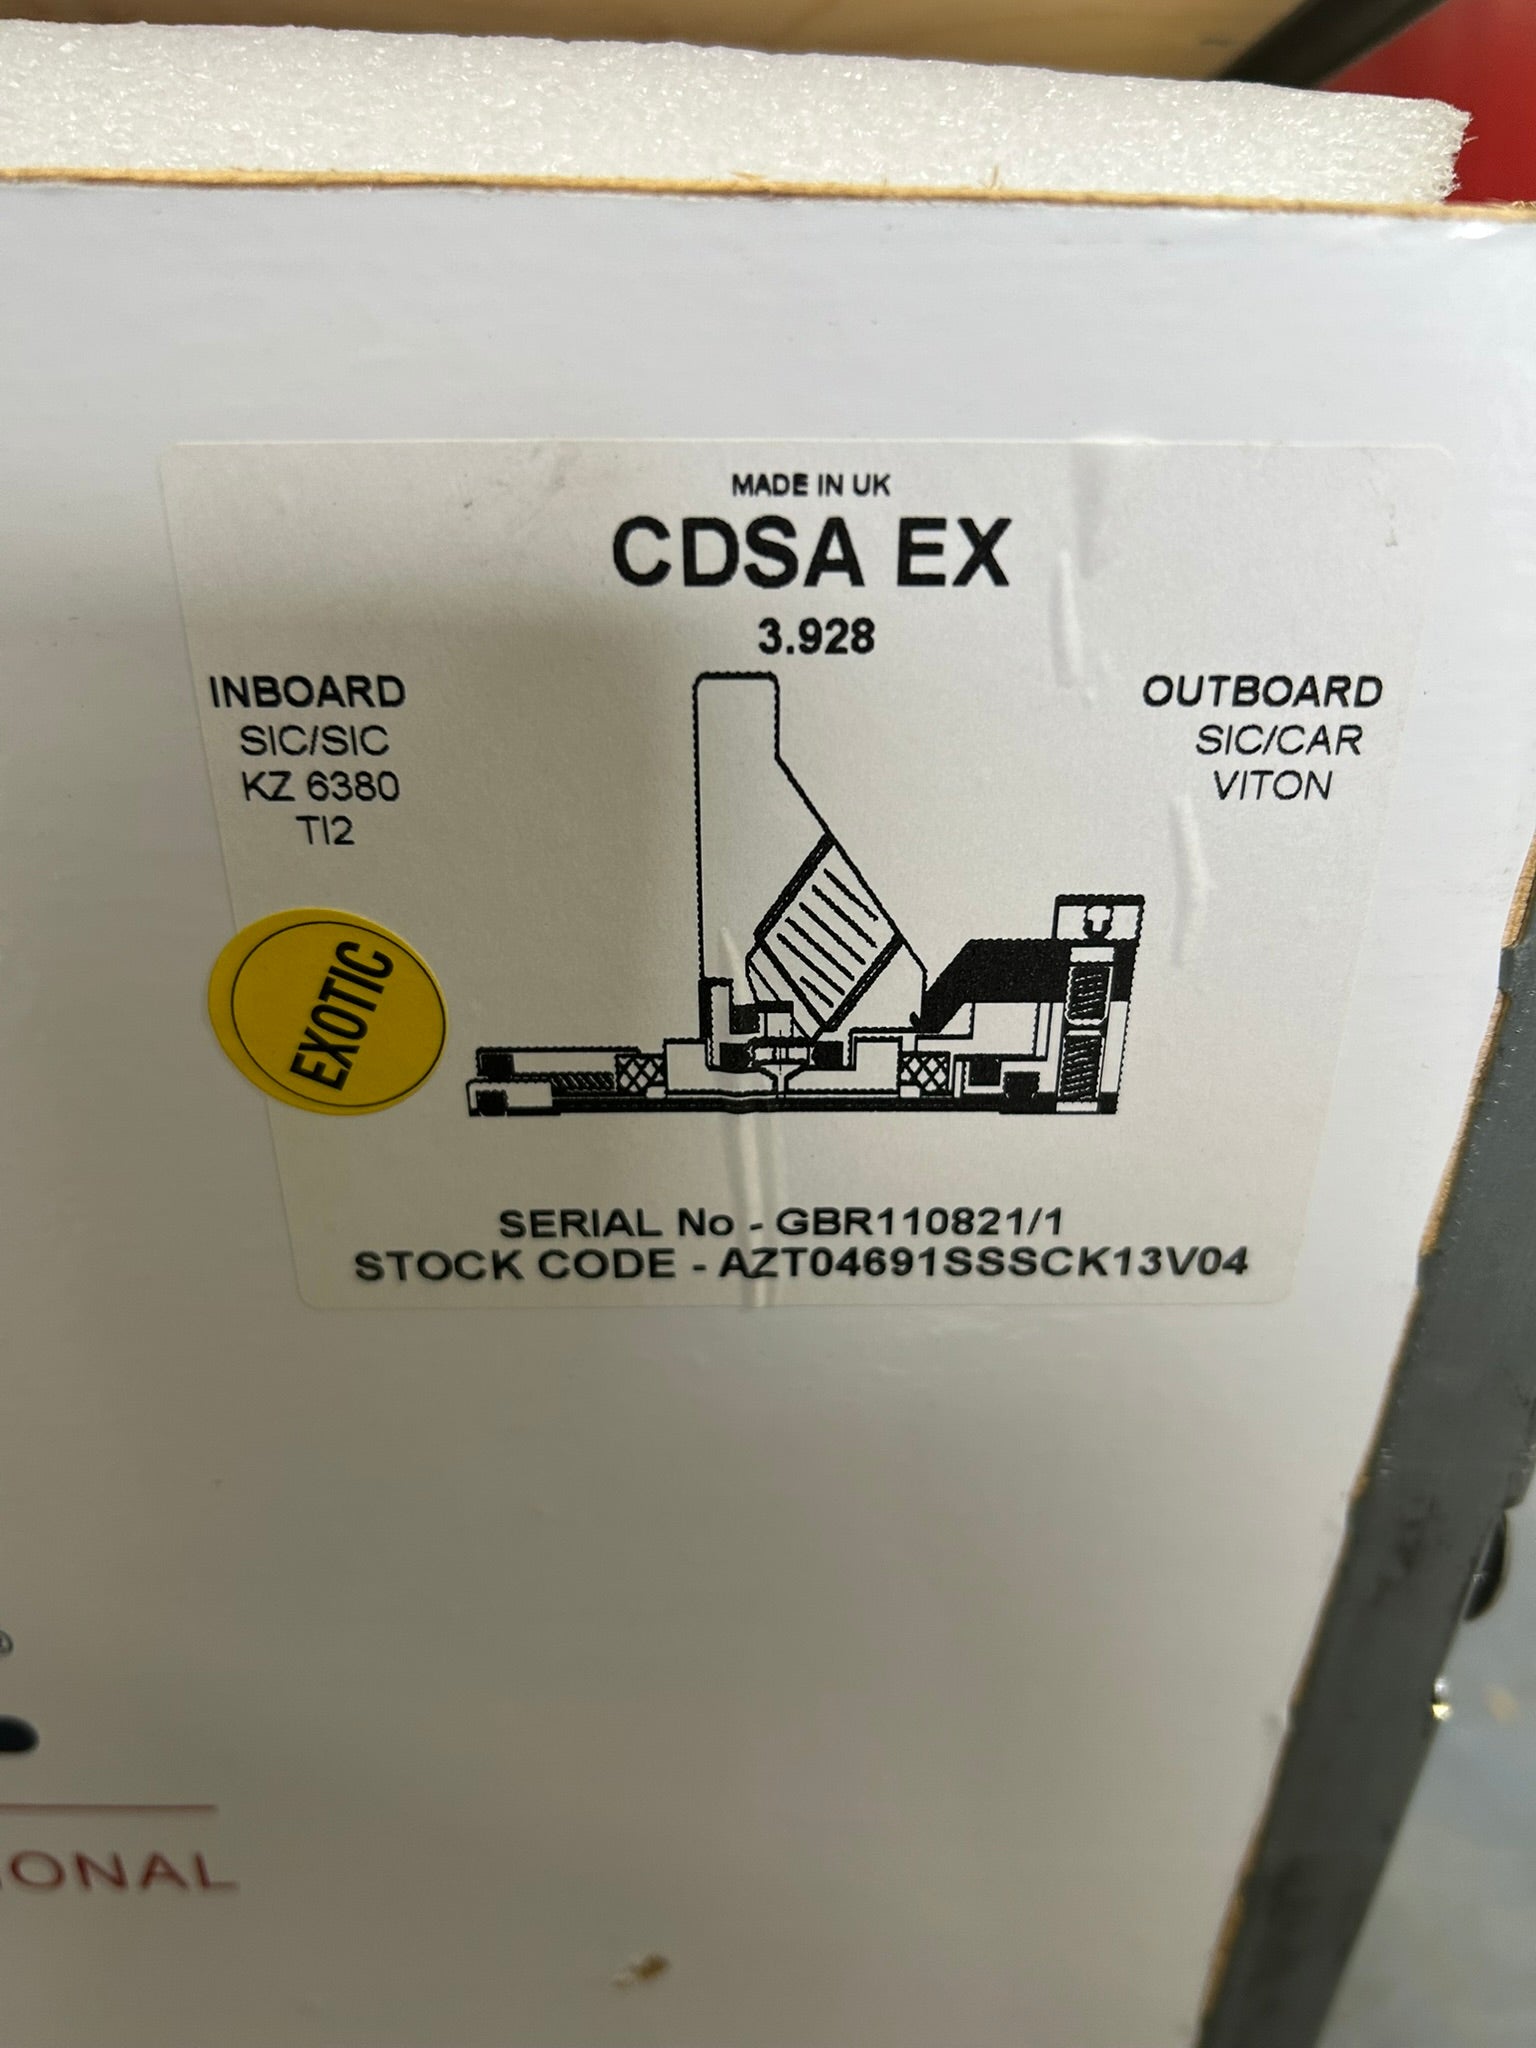 MADE IN UK
CDSA EX
3.928
INBOARD
SIC/SIC
KZ 6380
TI2
OUTBOARD
SIC/CAR
VITON
EXOTIC
SERIAL No - GBR110821/1
STOCK CODE - AZT04691SSSCK13V04
®
ONAL